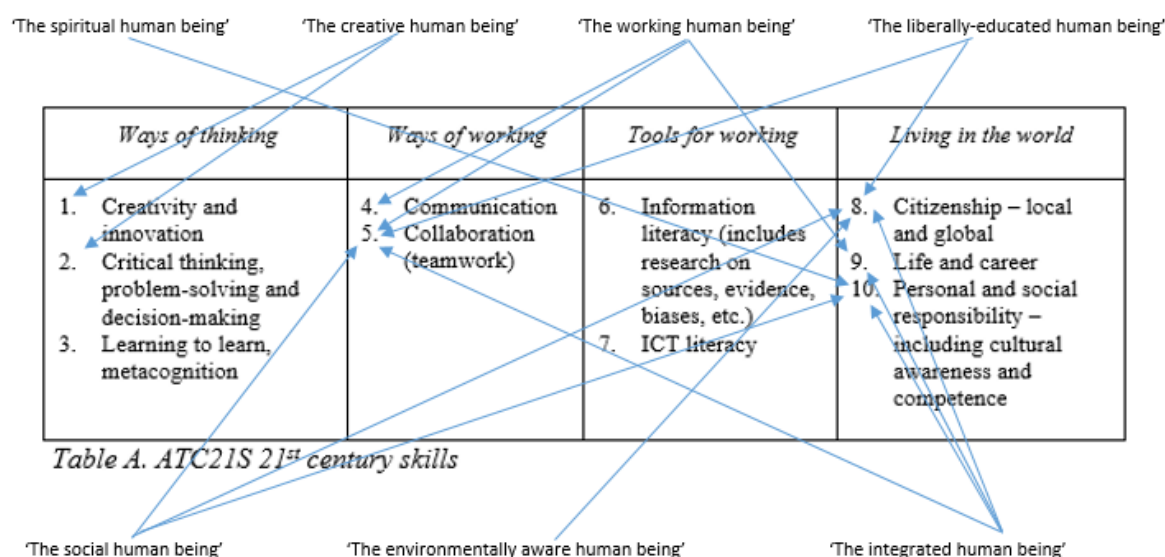 ‘The spiritual human being’ ‘The creative human being’ ‘The working human being’ ‘The liberally-educated human being’
Ways of thinking
Ways of working
Tools for working
Living in the world
1. Creativity and
innovation
2. Critical thinking,
problem-solving and
decision-making
3. Learning to learn,
metacognition
4. Communication
5. Collaboration
(teamwork)
6. Information
literacy (includes
research on
sources, evidence,
biases, etc.)
7. ICT literacy
8. Citizenship – local
and global
9. Life and career
10. Personal and social
responsibility –
including cultural
awareness and
competence
Table A. ATC21S 21st century skills
‘The social human being’ ‘The environmentally aware human being’ ‘The integrated human being’